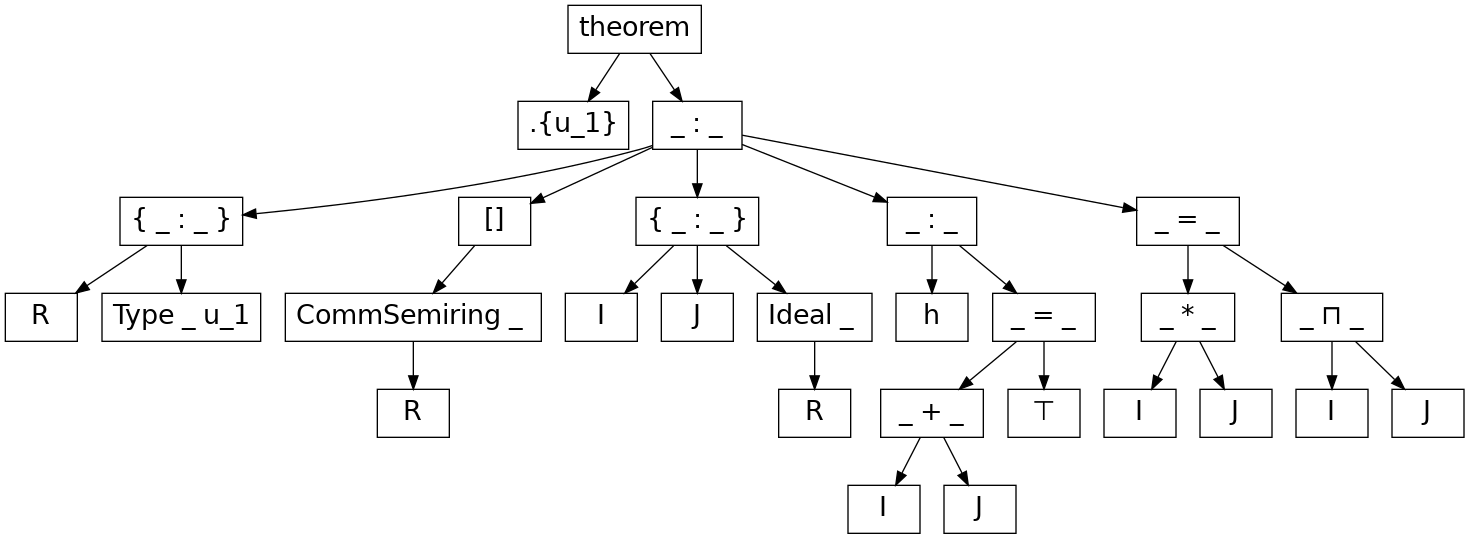 theorem
.{u_1} _ : _
{ _ : _ } [] { _ : _ } _ : _ _ = _
R Type _ u_1 CommSemiring _ I J Ideal _ h _ = _ _ * _ _ ⊓ _
R R _ + _ ⊤ I J I J
I J